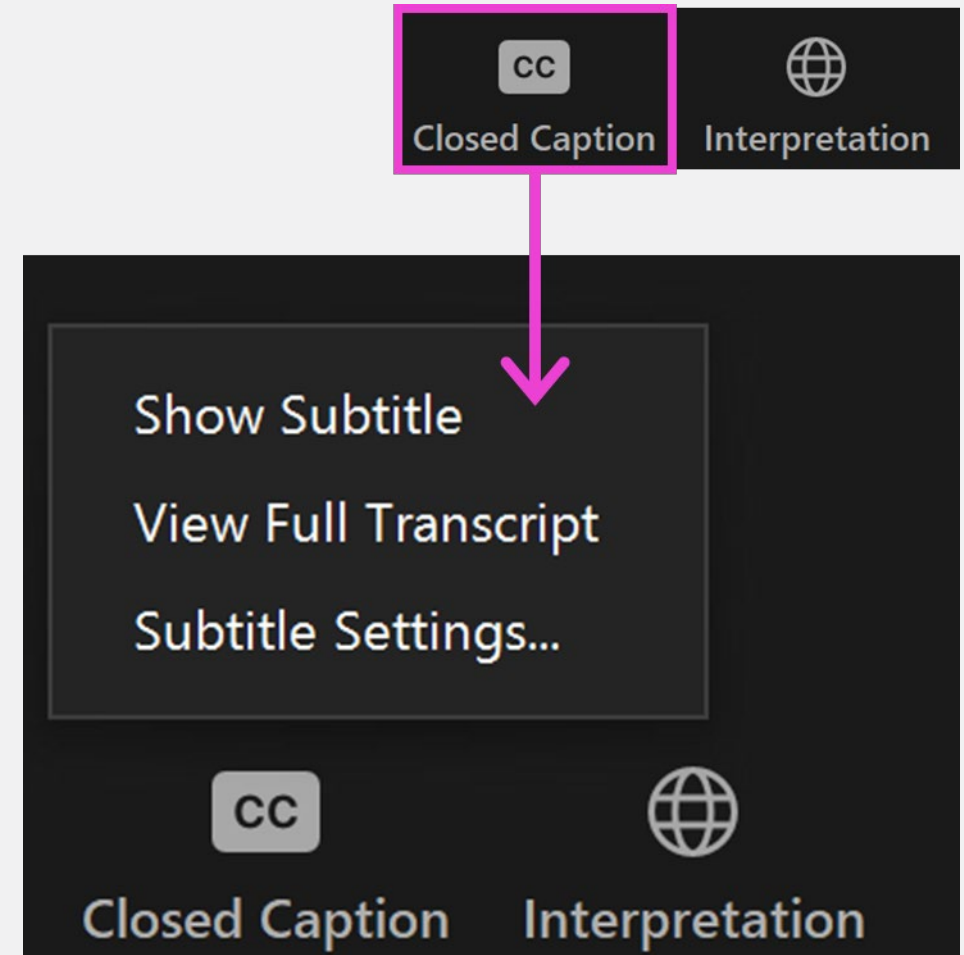 CC
Closed Caption
Interpretation
Show Subtitle
View Full Transcript
Subtitle Settings...
CC
Closed Caption
Interpretation